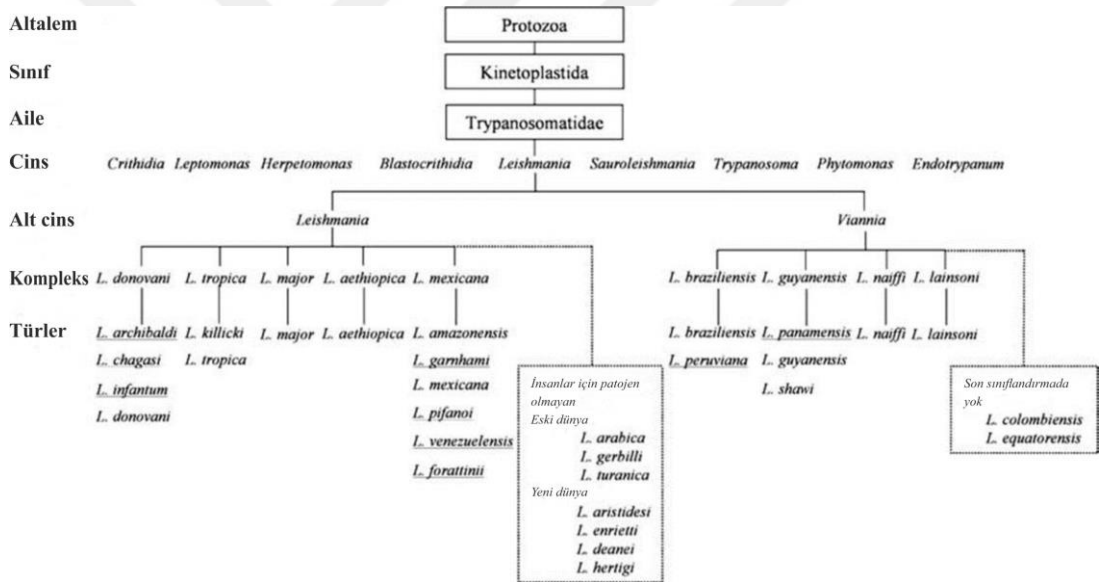 Altalem Protozoa
Sınıf Kinetoplastida
Aile Trypanosomatidae
Cins Crithidia Leptomonas Herpetomonas Blastocrithidia Leishmania Sauroleishmania Trypanosoma Phytomonas Endotrypanum
Alt cins Leishmania Viannia
Kompleks L. donovani L. tropica L. major L. aethiopica L. mexicana L. braziliensis L. guyanensis L. naiffi L. lainsoni
Türler L. archibaldi L. killicki L. major L. aethiopica L. amazonensis L. braziliensis L. panamensis L. naiffi L. lainsoni
L. chagasi L. tropica L. garnhami L. peruviana L. guyanensis
L. infantum L. mexicana L. shawi
L. donovani L. pifanoi
L. venezuelensis
L. forattinii
İnsanlar için patojen
olmayan
Eski dünya
L. arabica
L. gerbilli
L. turanica
Yeni dünya
L. aristidesi
L. enrietti
L. deanei
L. hertigi
Son sınıflandırmada
yok
L. colombiensis
L. equatorensis